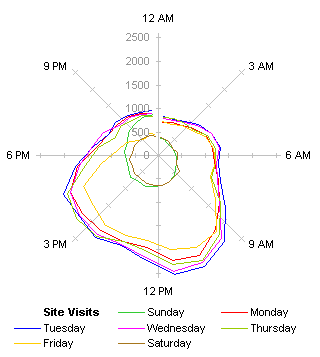 12 AM
2500
9 PM 3 AM
2000
1500
1000
500
6 PM 0 6 AM
3 PM 9 AM
12 PM
Site Visits Sunday Monday
Tuesday Wednesday Thursday
Friday Saturday